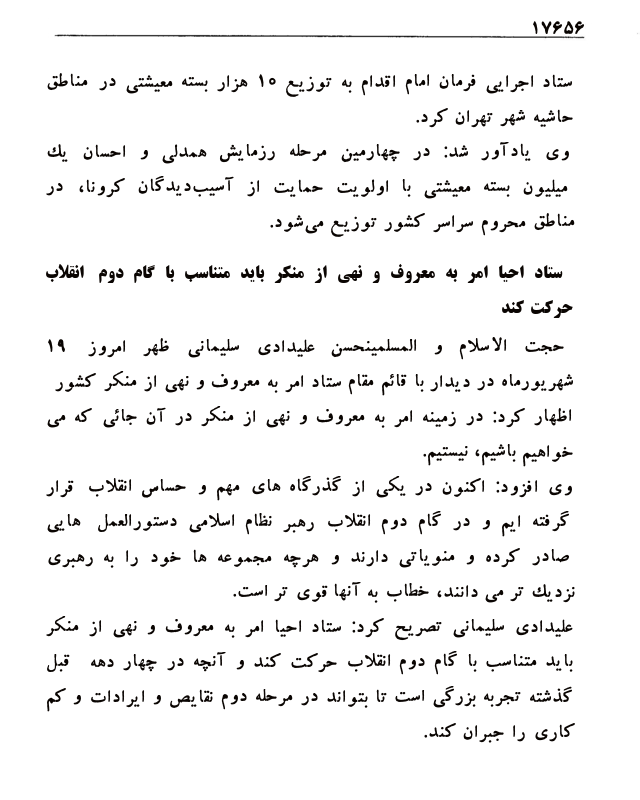 ۱۷۶۵۶
ستاد اجرایی فرمان امام اقدام به توزیع ۱۰ هزار بسته معیشتی در مناطق
حاشیه شهر تهران کرد.
وی یادآور شد: در چهارمین مرحله رزمایش همدلی و احسان یك
میلیون بسته معیشتی با اولویت حمایت از آسیب‌دیدگان کرونا، در
مناطق محروم سراسر کشور توزیع می‌شود.
ستاد احیا امر به معروف و نهی از منکر باید متناسب با گام دوم انقلاب
حرکت کند
حجت الاسلام و المسلمینحسن علیدادی سلیمانی ظهر امروز ۱۹
شهریورماه در دیدار با قائم مقام ستاد امر به معروف و نهی از منکر کشور
اظهار کرد: در زمینه امر به معروف و نهی از منکر در آن جائی که می
خواهیم باشیم، نیستیم.
وی افزود: اکنون در یکی از گذرگاه های مهم و حساس انقلاب قرار
گرفته ایم و در گام دوم انقلاب رهبر نظام اسلامی دستورالعمل هایی
صادر کرده و منویاتی دارند و هرچه مجموعه ها خود را به رهبری
نزدیك تر می دانند، خطاب به آنها قوی تر است.
علیدادی سلیمانی تصریح کرد: ستاد احیا امر به معروف و نهی از منکر
باید متناسب با گام دوم انقلاب حرکت کند و آنچه در چهار دهه قبل
گذشته تجربه بزرگی است تا بتواند در مرحله دوم نقایص و ایرادات و کم
کاری را جبران کند.